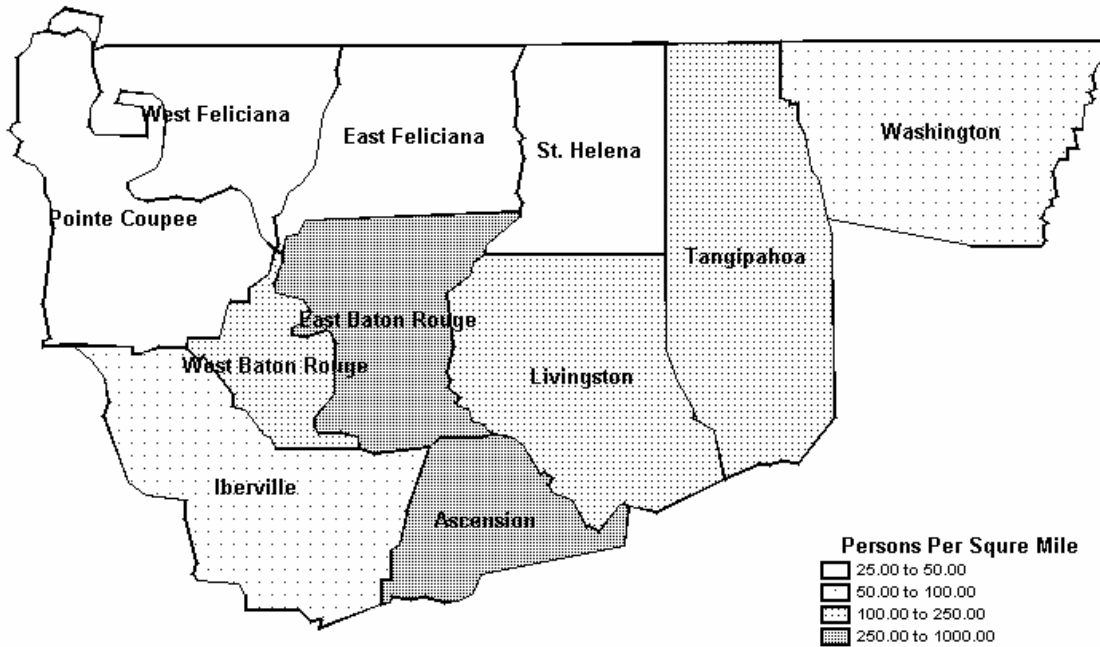 West Feliciana
East Feliciana
St. Helena
Washington
Pointe Coupee
Tangipahoa
East Baton Rouge
West Baton Rouge
Livingston
Iberville
Ascension
Persons Per Squre Mile
25.00 to 50.00
50.00 to 100.00
100.00 to 250.00
250.00 to 1000.00